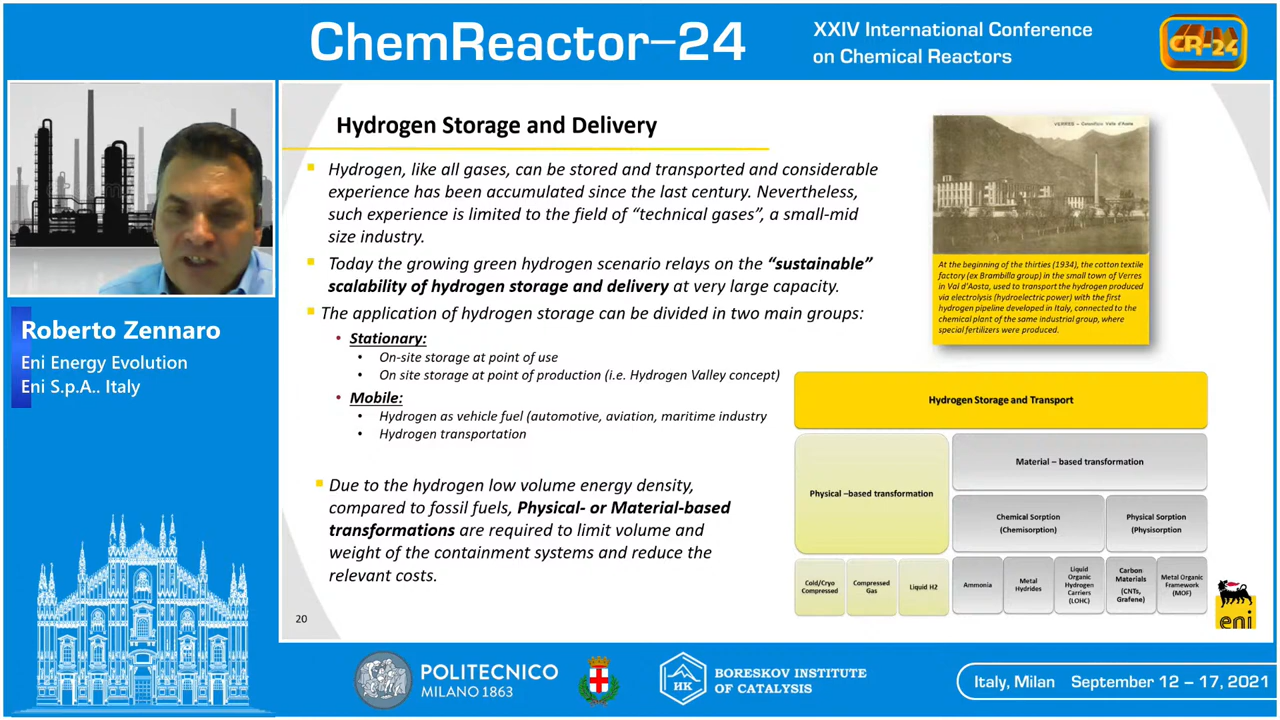 ChemReactor–24
XXIV International Conference
on Chemical Reactors
CR-24
Roberto Zennaro
Eni Energy Evolution
Eni S.p.A.. Italy
Hydrogen Storage and Delivery
Hydrogen, like all gases, can be stored and transported and considerable
experience has been accumulated since the last century. Nevertheless,
such experience is limited to the field of “technical gases”, a small-mid
size industry.
Today the growing green hydrogen scenario relays on the “sustainable”
scalability of hydrogen storage and delivery at very large capacity.
The application of hydrogen storage can be divided in two main groups:
Stationary:
On-site storage at point of use
On site storage at point of production (i.e. Hydrogen Valley concept)
Mobile:
Hydrogen as vehicle fuel (automotive, aviation, maritime industry
Hydrogen transportation
Due to the hydrogen low volume energy density,
compared to fossil fuels, Physical- or Material-based
transformations are required to limit volume and
weight of the containment systems and reduce the
relevant costs.
20
VERRES - Cotonificio Valle d'Aosta
At the beginning of the thirties (1934), the cotton textile
factory (ex Brambilla group) in the small town of Verres
in Val d'Aosta, used to transport the hydrogen produced
via electrolysis (hydroelectric power) with the first
hydrogen pipeline developed in Italy, connected to the
chemical plant of the same industrial group, where
special fertilizers were produced.
Hydrogen Storage and Transport
Physical –based transformation
Material – based transformation
Chemical Sorption
(Chemisorption)
Physical Sorption
(Physisorption
Cold/Cryo
Compressed
Compressed
Gas
Liquid H2
Ammonia
Metal
Hydrides
Liquid
Organic
Hydrogen
Carriers
(LOHC)
Carbon
Materials
(CNTs,
Grafene)
Metal Organic
Framework
(MOF)
eni
POLITECNICO
MILANO 1863
НК
BORESKOV INSTITUTE
OF CATALYSIS
Italy, Milan September 12 – 17, 2021